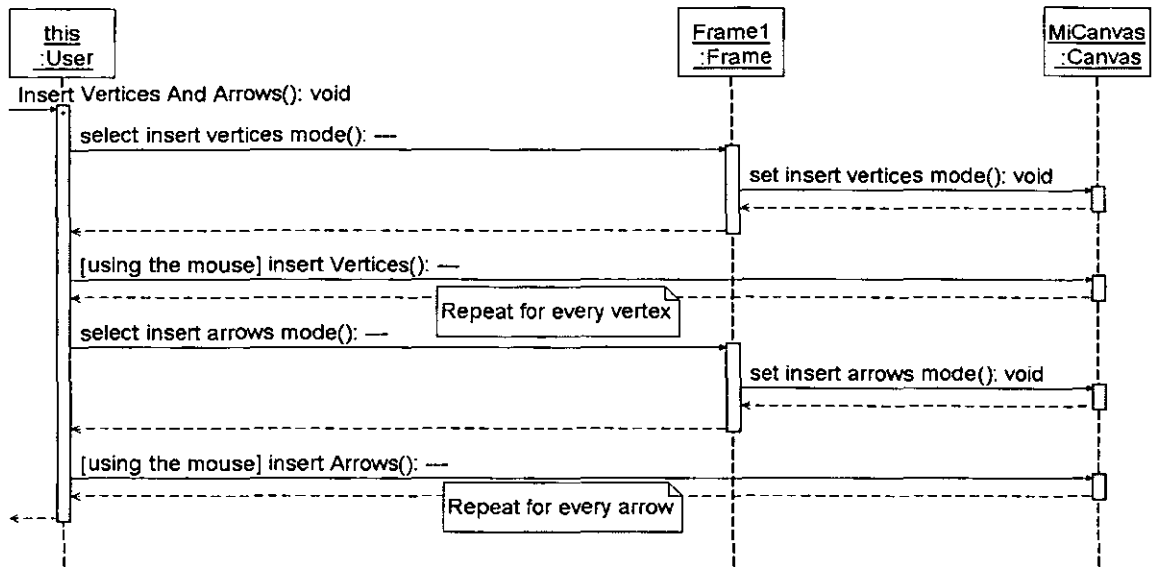 this
:User
Frame1
:Frame
MiCanvas
:Canvas
Insert Vertices And Arrows(): void
select insert vertices mode(): —
set insert vertices mode(): void
[using the mouse] insert Vertices(): —
Repeat for every vertex
select insert arrows mode(): —
set insert arrows mode(): void
[using the mouse] insert Arrows(): —
Repeat for every arrow